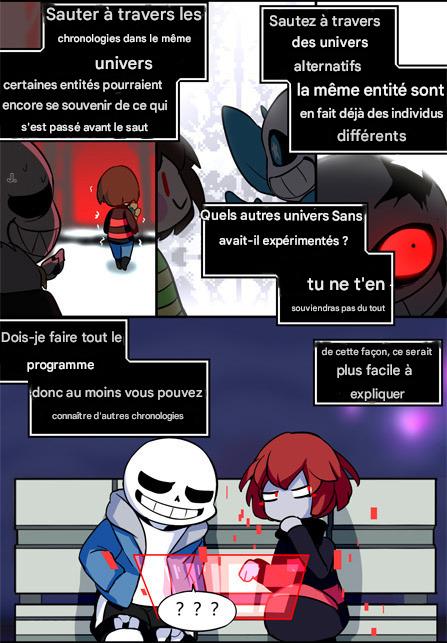 Sauter à travers les
chronologies dans le même
univers
certaines entités pourraient
encore se souvenir de ce qui
s'est passé avant le saut
Sautez à travers
des univers
alternatifs
la même entité sont
en fait déjà des individus
différents
Quels autres univers Sans
avait-il expérimentés ?
tu ne t'en
souviendras pas du tout
Dois-je faire tout le
programme
donc au moins vous pouvez
connaître d'autres chronologies
de cette façon, ce serait
plus facile à
expliquer
? ? ?